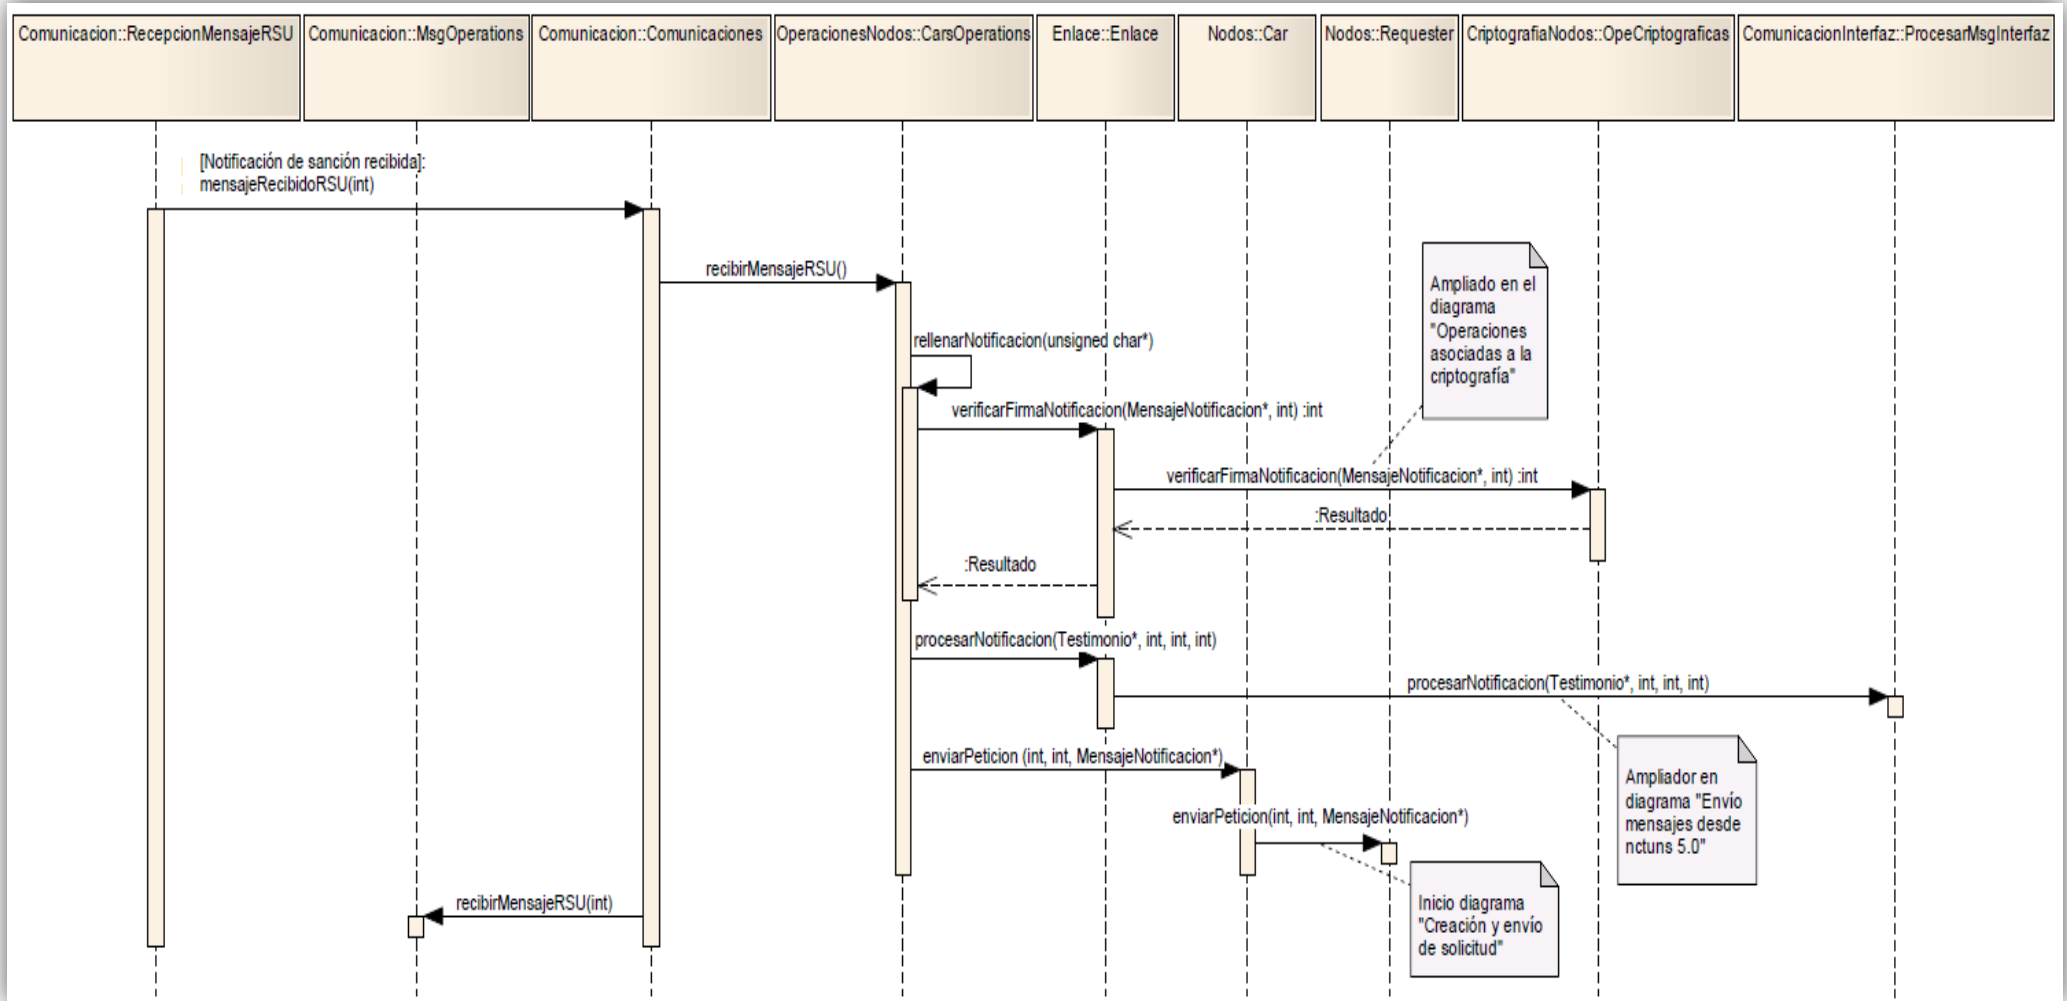 Comunicacion::RecepcionMensajeRSU
Comunicacion::MsgOperations
Comunicacion::Comunicaciones
OperacionesNodos::CarsOperations
Enlace::Enlace
Nodos::Car
Nodos::Requester
CriptografiaNodos::OpeCriptograficas
ComunicacionInterfaz::ProcesarMsgInterfaz
[Notificación de sanción recibida]:
mensajeRecibidoRSU(int)
recibirMensajeRSU()
Ampliado en el
diagrama
"Operaciones
asociadas a la
criptografía"
rellenarNotificacion(unsigned char*)
verificarFirmaNotificacion(MensajeNotificacion*, int) :int
verificarFirmaNotificacion(MensajeNotificacion*, int) :int
:Resultado
:Resultado
procesarNotificacion(Testimonio*, int, int, int)
procesarNotificacion(Testimonio*, int, int, int)
enviarPeticion (int, int, MensajeNotificacion*)
Ampliador en
diagrama "Envío
mensajes desde
nctuns 5.0"
enviarPeticion(int, int, MensajeNotificacion*)
Inicio diagrama
"Creación y envío
de solicitud"
recibirMensajeRSU(int)